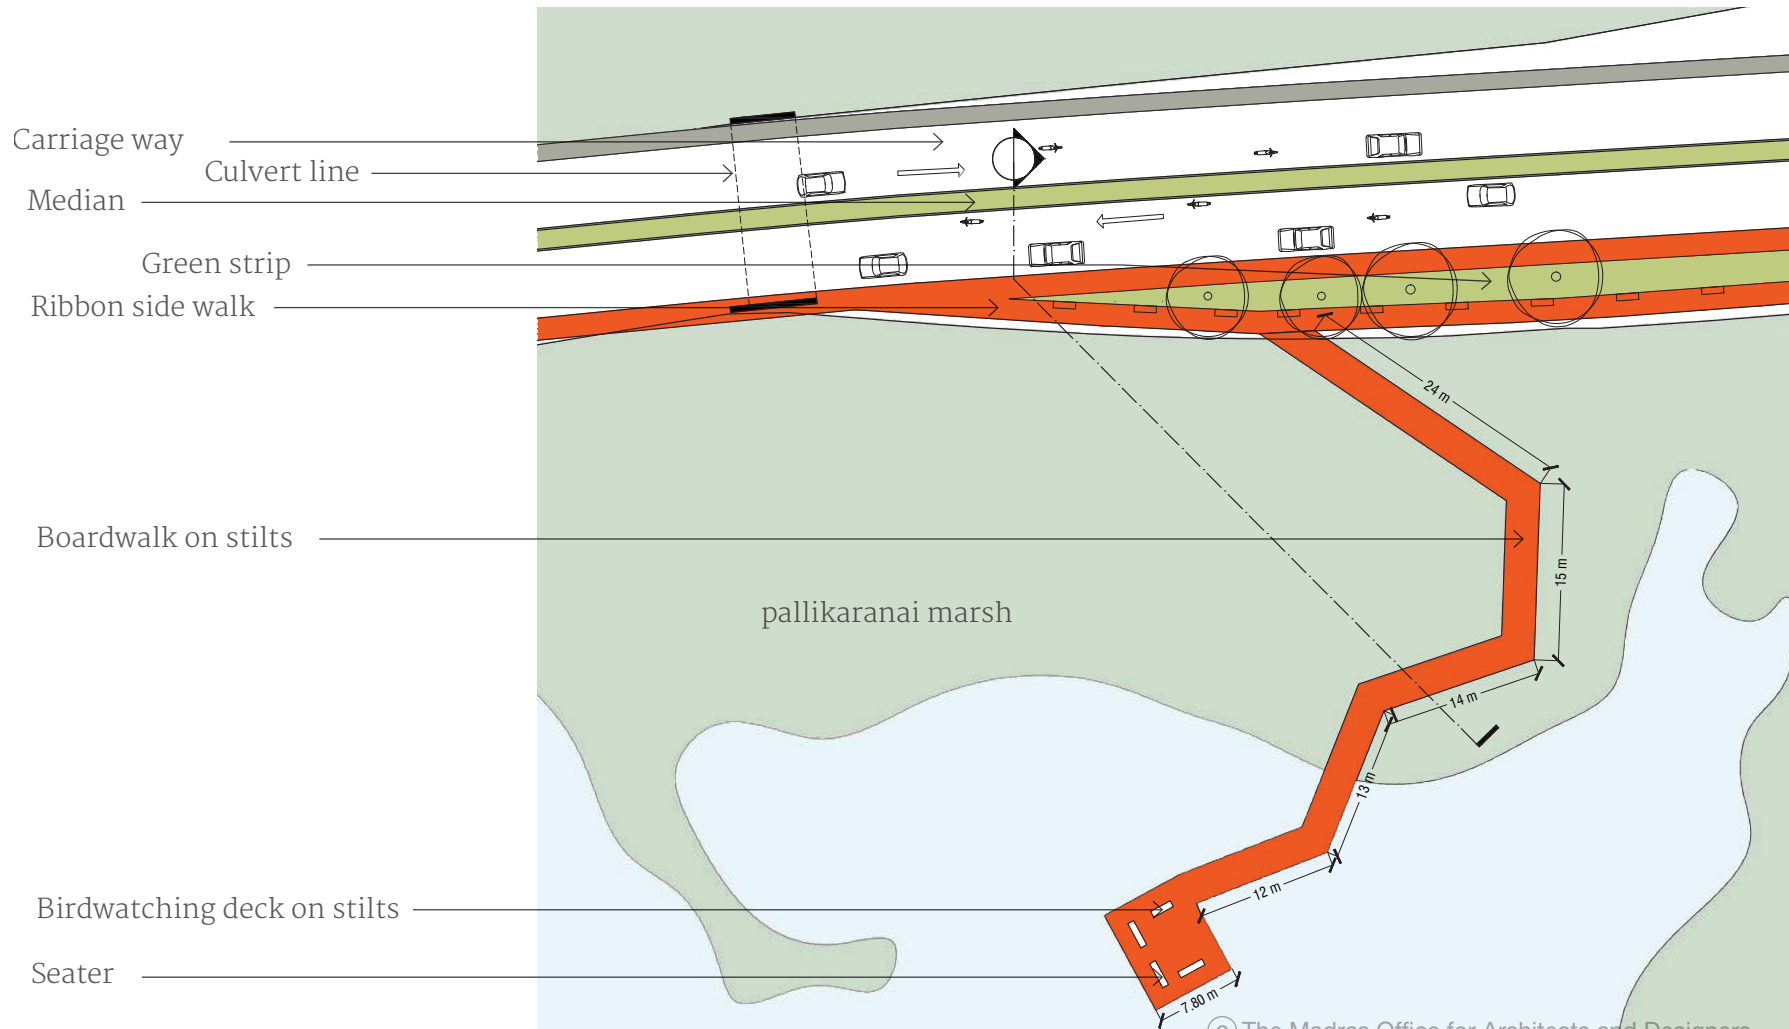 Carriage way
Culvert line
Median
Green strip
Ribbon side walk
24 m
Boardwalk on stilts
15 m
pallikaranai marsh
14 m
13 m
12 m
Birdwatching deck on stilts
Seater
7.80 m
© The Madras Office for Architects and Designers